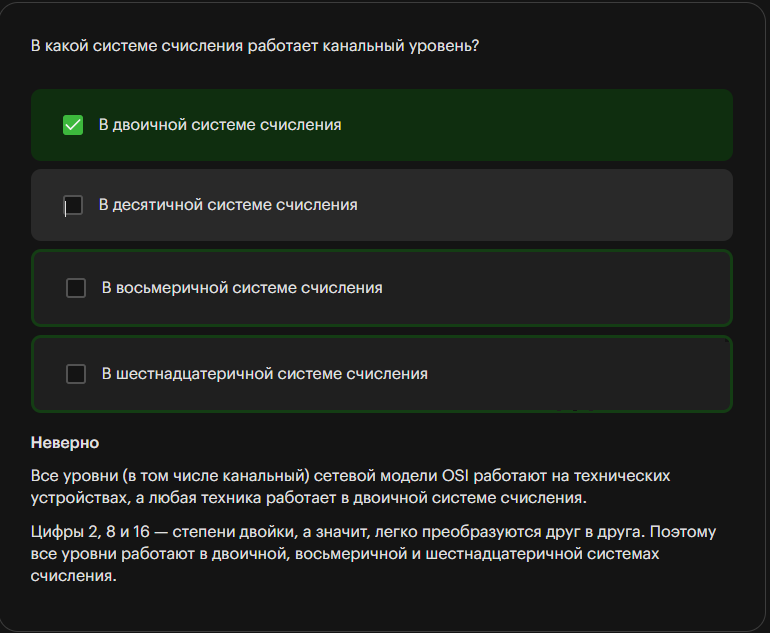 В какой системе счисления работает канальный уровень?
В двоичной системе счисления
В десятичной системе счисления
В восьмеричной системе счисления
В шестнадцатеричной системе счисления
Неверно
Все уровни (в том числе канальный) сетевой модели OSI работают на технических
устройствах, а любая техника работает в двоичной системе счисления.
Цифры 2, 8 и 16 — степени двойки, а значит, легко преобразуются друг в друга. Поэтому
все уровни работают в двоичной, восьмеричной и шестнадцатеричной системах
счисления.